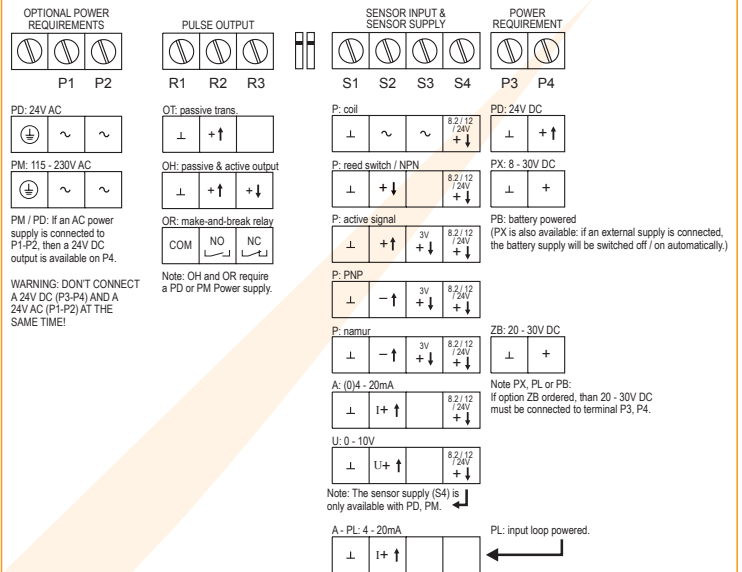 OPTIONAL POWER
REQUIREMENTS
P1 P2
PD: 24V AC
~ ~
PM: 115 - 230V AC
~ ~
PM / PD: If an AC power
supply is connected to
P1-P2, then a 24V DC
output is available on P4.
WARNING: DON'T CONNECT
A 24V DC (P3-P4) AND A
24V AC (P1-P2) AT THE
SAME TIME!
PULSE OUTPUT
R1 R2 R3
OT: passive trans.
⊥ +↑
OH: passive & active output
⊥ +↑ +↓
OR: make-and-break relay
COM NO NC
Note: OH and OR require
a PD or PM Power supply.
SENSOR INPUT &
SENSOR SUPPLY
S1 S2 S3 S4
P: coil
⊥ ~ ~ 8.2 / 12 / 24V +↓
P: reed switch / NPN
⊥ +↓ 8.2 / 12 / 24V +↓
P: active signal
⊥ +↑ 3V +↓ 8.2 / 12 / 24V +↓
P: PNP
⊥ −↑ 3V +↓ 8.2 / 12 / 24V +↓
P: namur
⊥ −↑ 3V +↓ 8.2 / 12 / 24V +↓
A: (0)4 - 20mA
⊥ I+ ↑ 8.2 / 12 / 24V +↓
U: 0 - 10V
⊥ U+ ↑ 8.2 / 12 / 24V +↓
Note: The sensor supply (S4) is
only available with PD, PM.
A - PL: 4 - 20mA
⊥ I+ ↑
POWER
REQUIREMENT
P3 P4
PD: 24V DC
⊥ +↑
PX: 8 - 30V DC
⊥ +
PB: battery powered
(PX is also available: if an external supply is connected,
the battery supply will be switched off / on automatically.)
ZB: 20 - 30V DC
⊥ +
Note PX, PL or PB:
If option ZB ordered, than 20 - 30V DC
must be connected to terminal P3, P4.
PL: input loop powered.